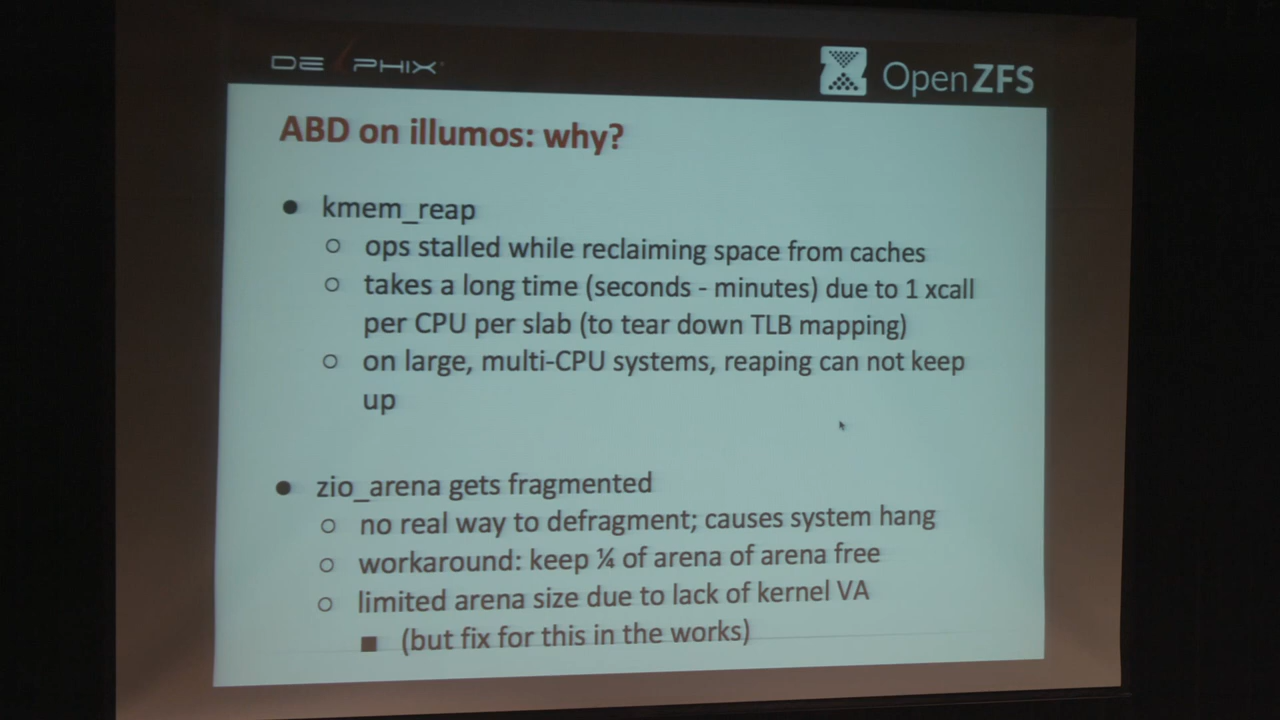 DELPHIX
OpenZFS
ABD on illumos: why?
● kmem_reap
○ ops stalled while reclaiming space from caches
○ takes a long time (seconds - minutes) due to 1 xcall
per CPU per slab (to tear down TLB mapping)
○ on large, multi-CPU systems, reaping can not keep
up
● zio_arena gets fragmented
○ no real way to defragment; causes system hang
○ workaround: keep ¼ of arena of arena free
○ limited arena size due to lack of kernel VA
■ (but fix for this in the works)